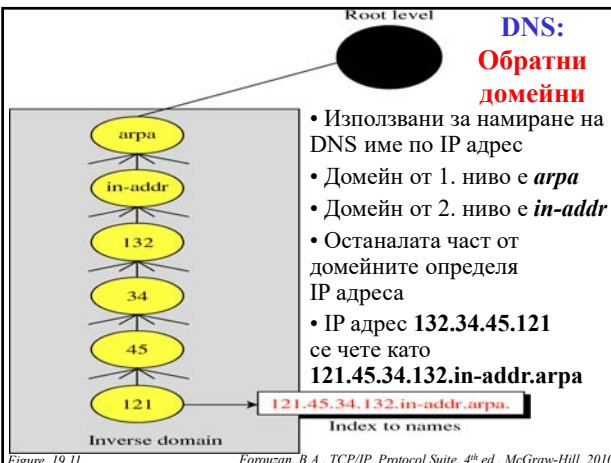 Root level
DNS:
Обратни
домейни
arpa
in-addr
132
34
45
121
121.45.34.132.in-addr.arpa.
Index to names
Inverse domain
• Използвани за намиране на
DNS име по IP адрес
• Домейн от 1. ниво е arpa
• Домейн от 2. ниво е in-addr
• Останалата част от
домейните определя
IP адреса
• IP адрес 132.34.45.121
се чете като
121.45.34.132.in-addr.arpa
Figure 19.11
Forouzan, B.A., TCP/IP Protocol Suite, 4th ed., McGraw-Hill, 2010